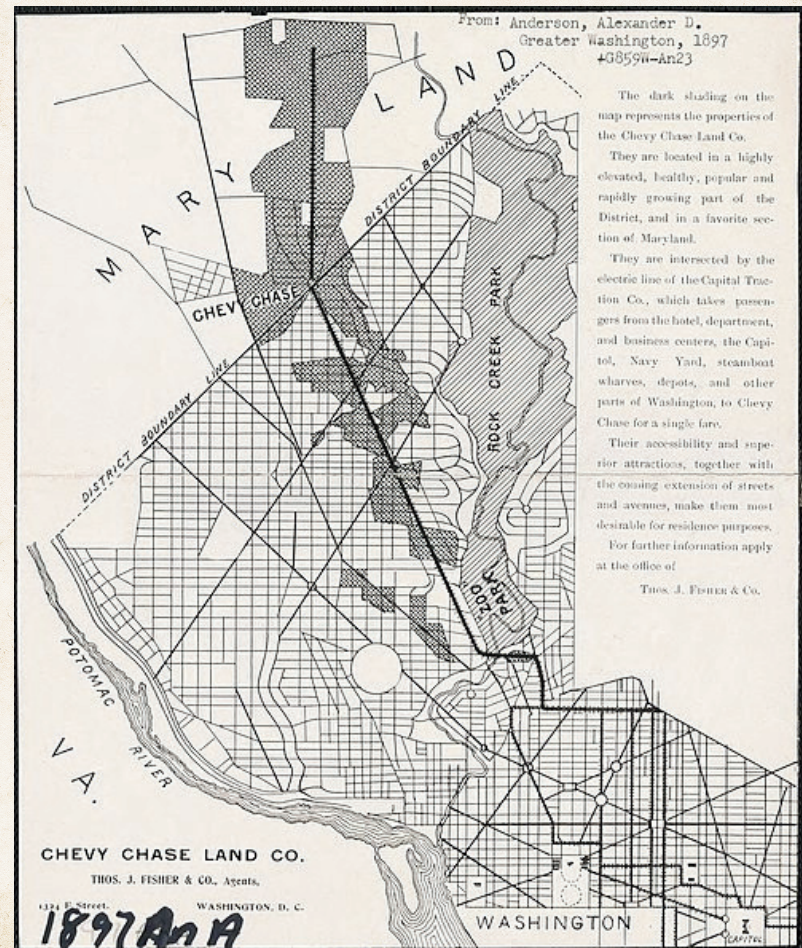 From: Anderson, Alexander D.
Greater Washington, 1897
+G859W-An23
The dark shading on the
map represents the properties of
the Chevy Chase Land Co.
They are located in a highly
elevated, healthy, popular and
rapidly growing part of the
District, and in a favorite sec-
tion of Maryland.
They are intersected by the
electric line of the Capital Trac-
tion Co., which takes passen-
gers from the hotel, department,
and business centers, the Capi-
tol, Navy Yard, steamboat
wharves, depots, and other
parts of Washington, to Chevy
Chase for a single fare.
Their accessibility and supe-
rior attractions, together with
the coming extension of streets
and avenues, make them most
desirable for residence purposes.
For further information apply
at the office of
THOS. J. FISHER & CO.
MARY LAND
DISTRICT BOUNDARY LINE
CHEVY CHASE
ROCK CREEK PARK
DISTRICT BOUNDARY LINE
"ZOO"
PARK
POTOMAC RIVER
VA.
CHEVY CHASE LAND CO.
THOS. J. FISHER & CO., Agents,
1324 F Street. WASHINGTON, D. C.
1897 An A
WASHINGTON
CAPITOL